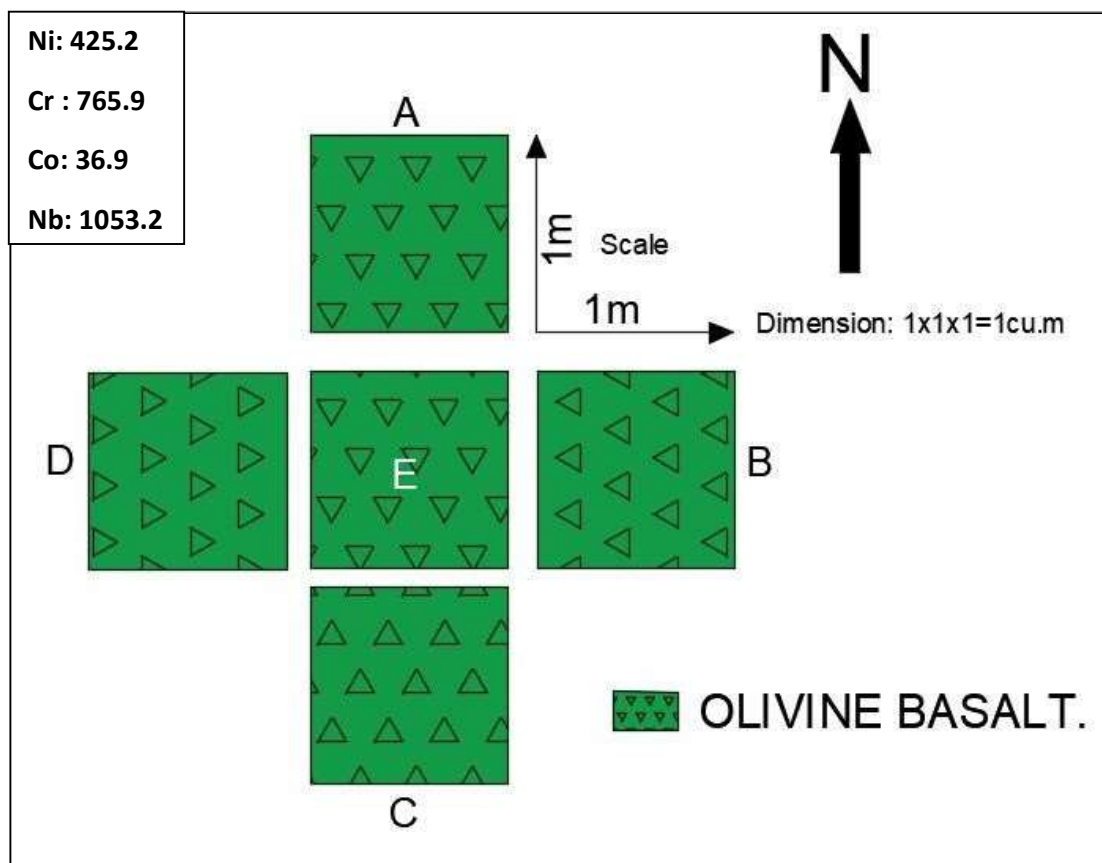 Ni: 425.2
Cr : 765.9
Co: 36.9
Nb: 1053.2
A
N
1m
Scale
1m
Dimension: 1x1x1=1cu.m
D
E
B
C
OLIVINE BASALT.